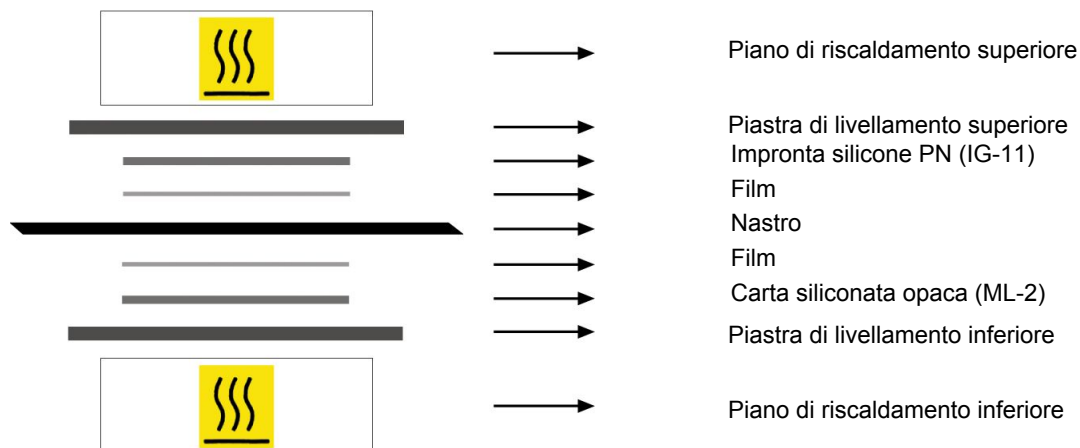 Piano di riscaldamento superiore
Piastra di livellamento superiore
Impronta silicone PN (IG-11)
Film
Nastro
Film
Carta siliconata opaca (ML-2)
Piastra di livellamento inferiore
Piano di riscaldamento inferiore